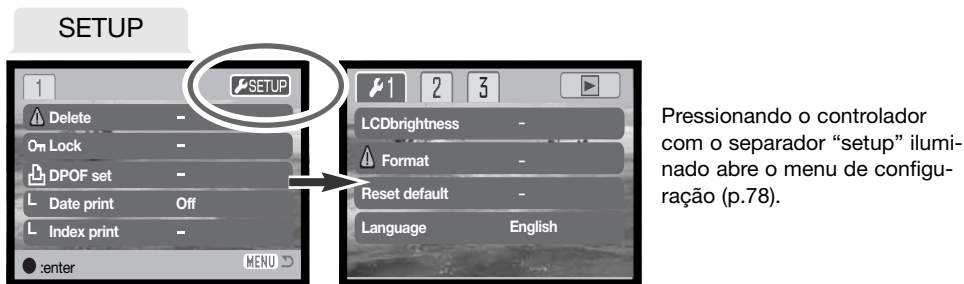 SETUP
1 SETUP
Delete –
Lock –
DPOF set –
Date print Off
Index print –
:enter MENU
1 2 3
LCDbrightness –
Format –
Reset default –
Language English
Pressionando o controlador
com o separador “setup” ilumi-
nado abre o menu de configu-
ração (p.78).